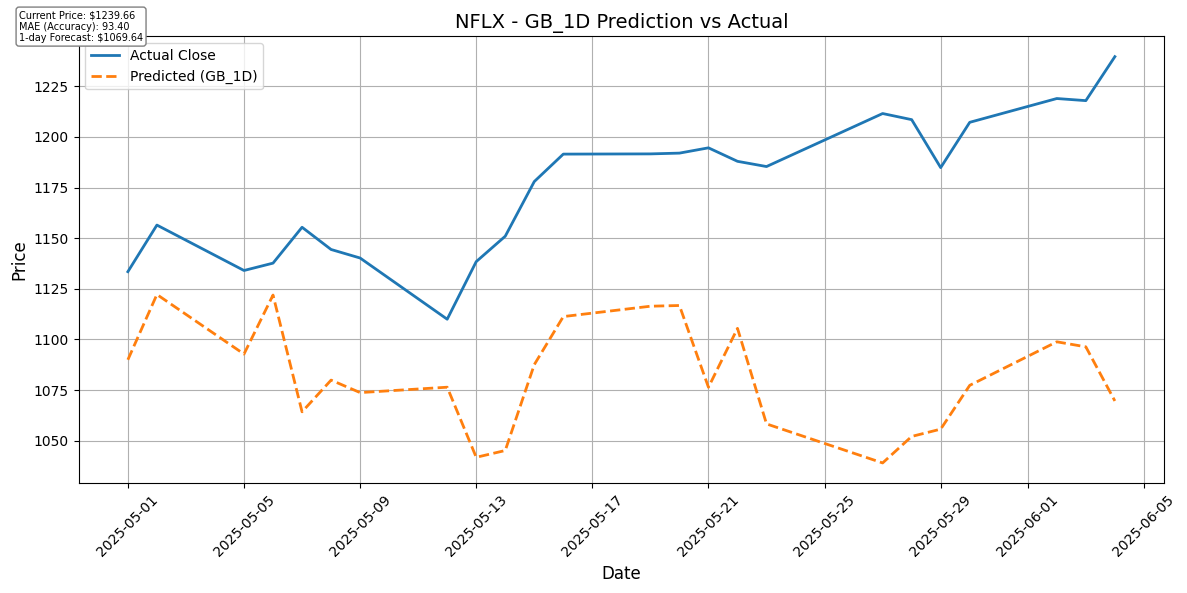 NFLX - GB_1D Prediction vs Actual
Current Price: $1239.66
MAE (Accuracy): 93.40
1-day Forecast: $1069.64
Actual Close
Predicted (GB_1D)
Price
1225
1200
1175
1150
1125
1100
1075
1050
2025-05-01
2025-05-05
2025-05-09
2025-05-13
2025-05-17
2025-05-21
2025-05-25
2025-05-29
2025-06-01
2025-06-05
Date